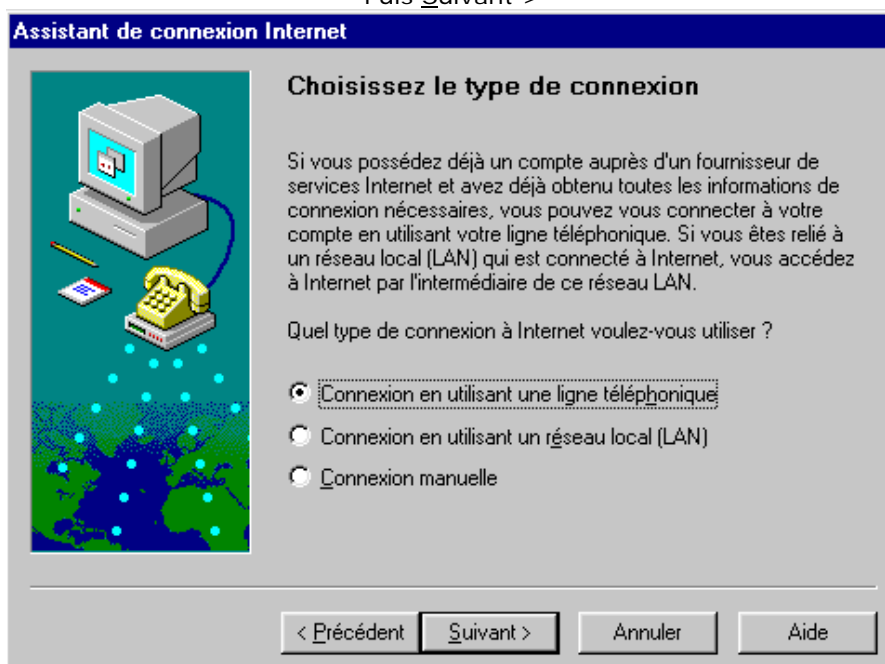 Puis Suivant >
Assistant de connexion Internet
Choisissez le type de connexion
Si vous possédez déjà un compte auprès d'un fournisseur de
services Internet et avez déjà obtenu toutes les informations de
connexion nécessaires, vous pouvez vous connecter à votre
compte en utilisant votre ligne téléphonique. Si vous êtes relié à
un réseau local (LAN) qui est connecté à Internet, vous accédez
à Internet par l'intermédiaire de ce réseau LAN.
Quel type de connexion à Internet voulez-vous utiliser ?
Connexion en utilisant une ligne téléphonique
Connexion en utilisant un réseau local (LAN)
Connexion manuelle
< Précédent Suivant > Annuler Aide